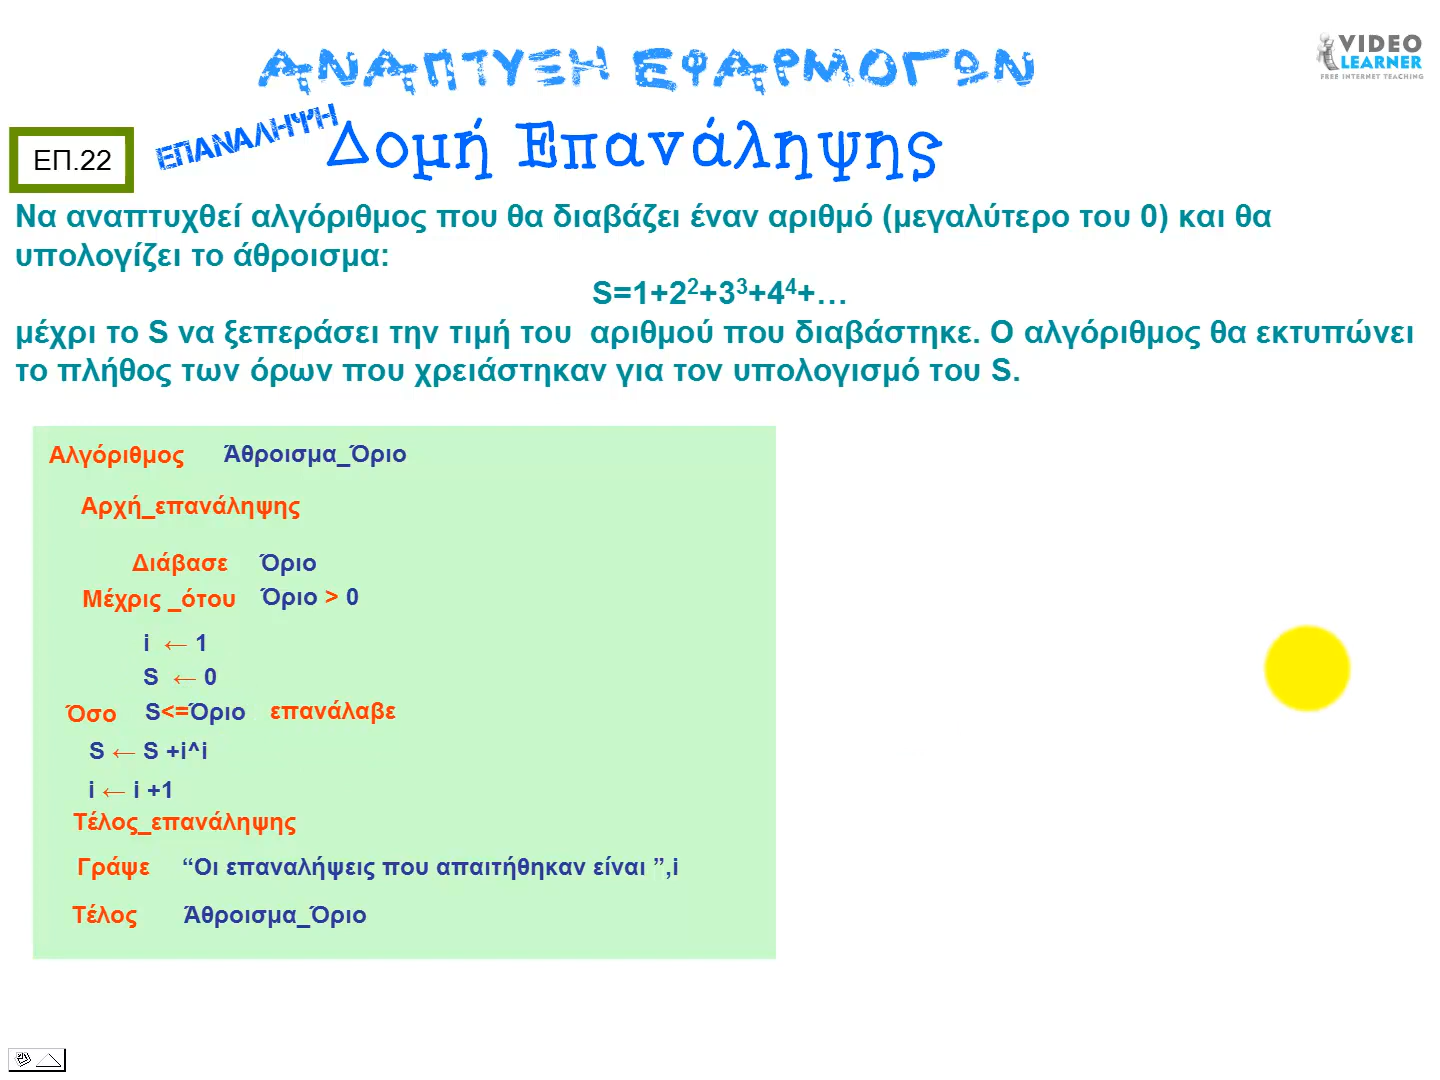 ΑΝΑΠΤΥΞΗ ΕΦΑΡΜΟΓΩΝ
VIDEO
LEARNER
FREE INTERNET TEACHING
ΕΠΑΝΑΛΗΨΗ
Δομή Επανάληψης
ΕΠ.22
Να αναπτυχθεί αλγόριθμος που θα διαβάζει έναν αριθμό (μεγαλύτερο του 0) και θα
υπολογίζει το άθροισμα:
S=1+2²+3³+4⁴+…
μέχρι το S να ξεπεράσει την τιμή του αριθμού που διαβάστηκε. Ο αλγόριθμος θα εκτυπώνει
το πλήθος των όρων που χρειάστηκαν για τον υπολογισμό του S.
Αλγόριθμος Άθροισμα_Όριο
Αρχή_επανάληψης
Διάβασε Όριο
Μέχρις _ότου Όριο > 0
i ← 1
S ← 0
Όσο S<=Όριο επανάλαβε
S ← S +i^i
i ← i +1
Τέλος_επανάληψης
Γράψε “Οι επαναλήψεις που απαιτήθηκαν είναι ”,i
Τέλος Άθροισμα_Όριο